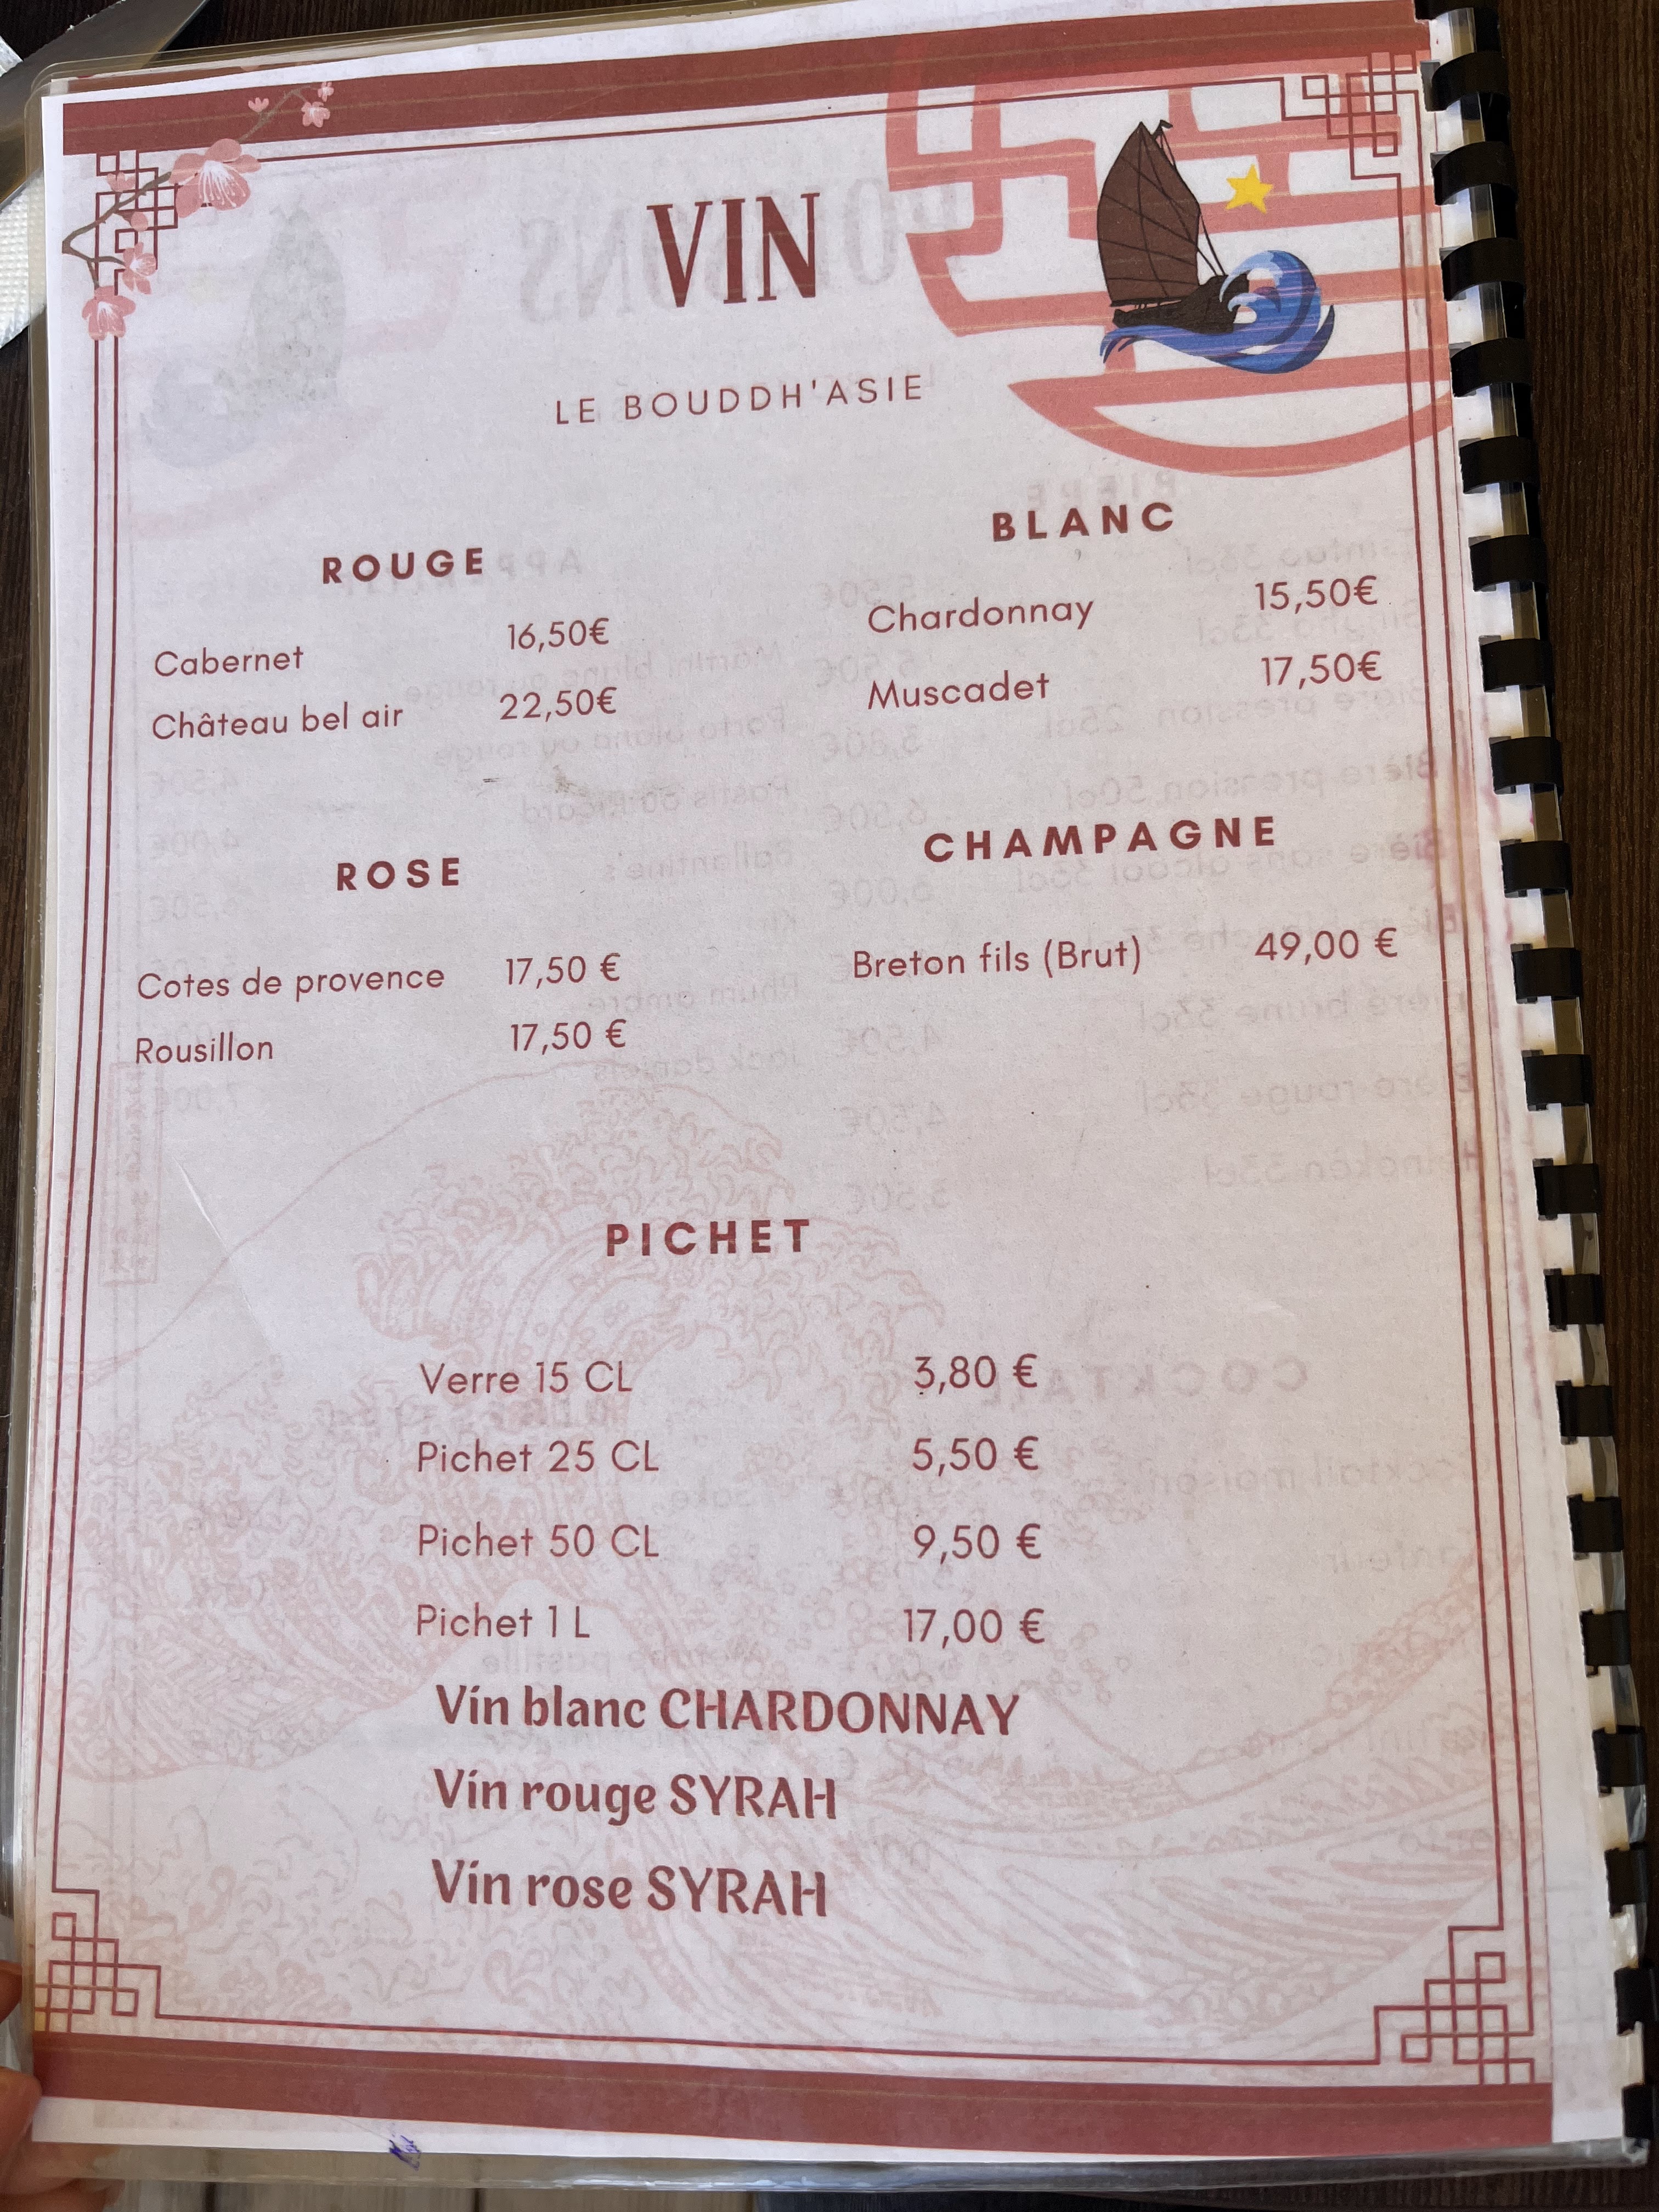 VIN
LE BOUDDH'ASIE
ROUGE
Cabernet 16,50€
Château bel air 22,50€
BLANC
Chardonnay 15,50€
Muscadet 17,50€
ROSE
Cotes de provence 17,50 €
Rousillon 17,50 €
CHAMPAGNE
Breton fils (Brut) 49,00 €
PICHET
Verre 15 CL 3,80 €
Pichet 25 CL 5,50 €
Pichet 50 CL 9,50 €
Pichet 1 L 17,00 €
Vin blanc CHARDONNAY
Vin rouge SYRAH
Vin rose SYRAH